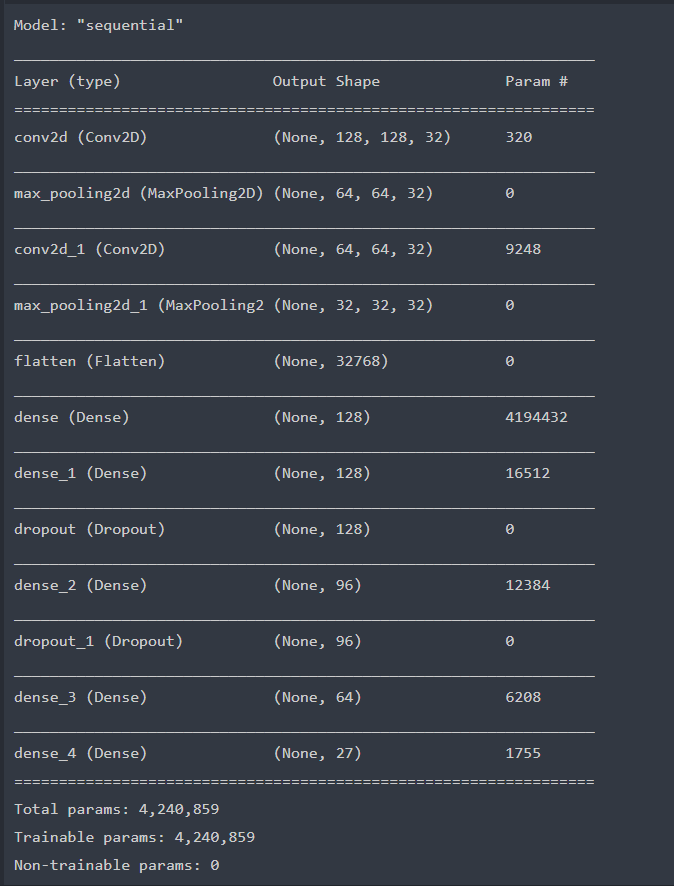 Model: "sequential"
_________________________________________________________________
Layer (type)                 Output Shape              Param #
=================================================================
conv2d (Conv2D)              (None, 128, 128, 32)      320
_________________________________________________________________
max_pooling2d (MaxPooling2D) (None, 64, 64, 32)        0
_________________________________________________________________
conv2d_1 (Conv2D)            (None, 64, 64, 32)        9248
_________________________________________________________________
max_pooling2d_1 (MaxPooling2 (None, 32, 32, 32)        0
_________________________________________________________________
flatten (Flatten)            (None, 32768)             0
_________________________________________________________________
dense (Dense)                (None, 128)               4194432
_________________________________________________________________
dense_1 (Dense)              (None, 128)               16512
_________________________________________________________________
dropout (Dropout)            (None, 128)               0
_________________________________________________________________
dense_2 (Dense)              (None, 96)                12384
_________________________________________________________________
dropout_1 (Dropout)          (None, 96)                0
_________________________________________________________________
dense_3 (Dense)              (None, 64)                6208
_________________________________________________________________
dense_4 (Dense)              (None, 27)                1755
=================================================================
Total params: 4,240,859
Trainable params: 4,240,859
Non-trainable params: 0